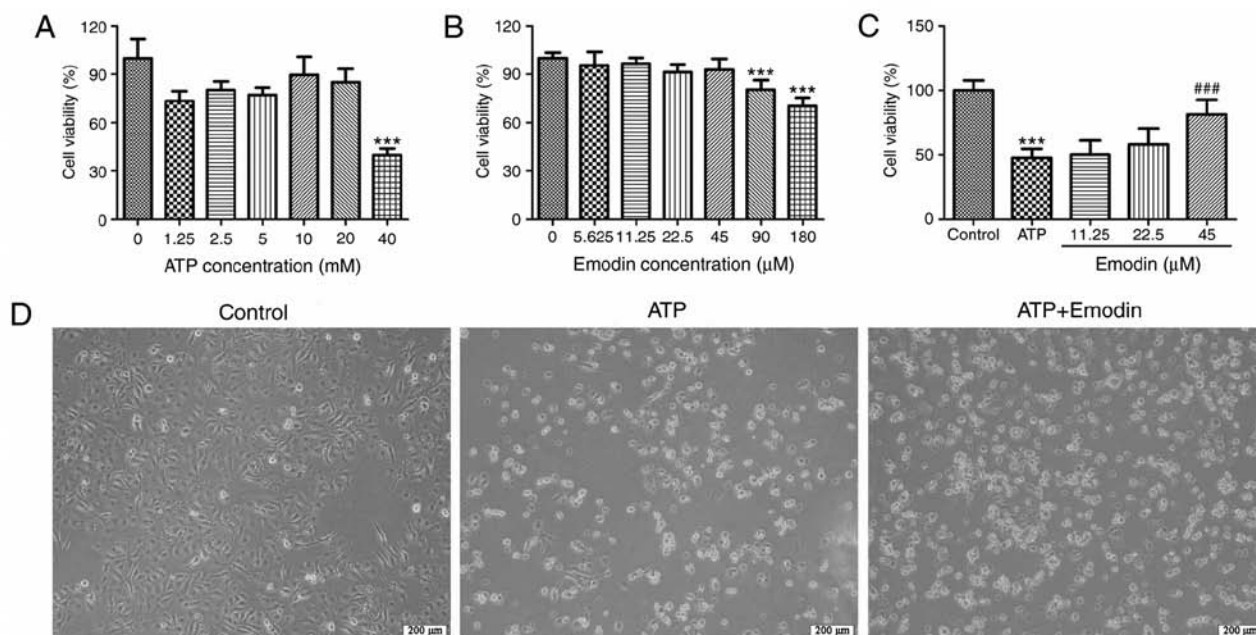 A
Cell viability (%)
120
90
60
30
0
***
0 1.25 2.5 5 10 20 40
ATP concentration (mM)
B
Cell viability (%)
120
90
60
30
0
***
***
0 5.625 11.25 22.5 45 90 180
Emodin concentration (µM)
C
Cell viability (%)
150
100
50
0
***
###
Control ATP 11.25 22.5 45
Emodin (µM)
D
Control
ATP
ATP+Emodin
200 µm
200 µm
200 µm